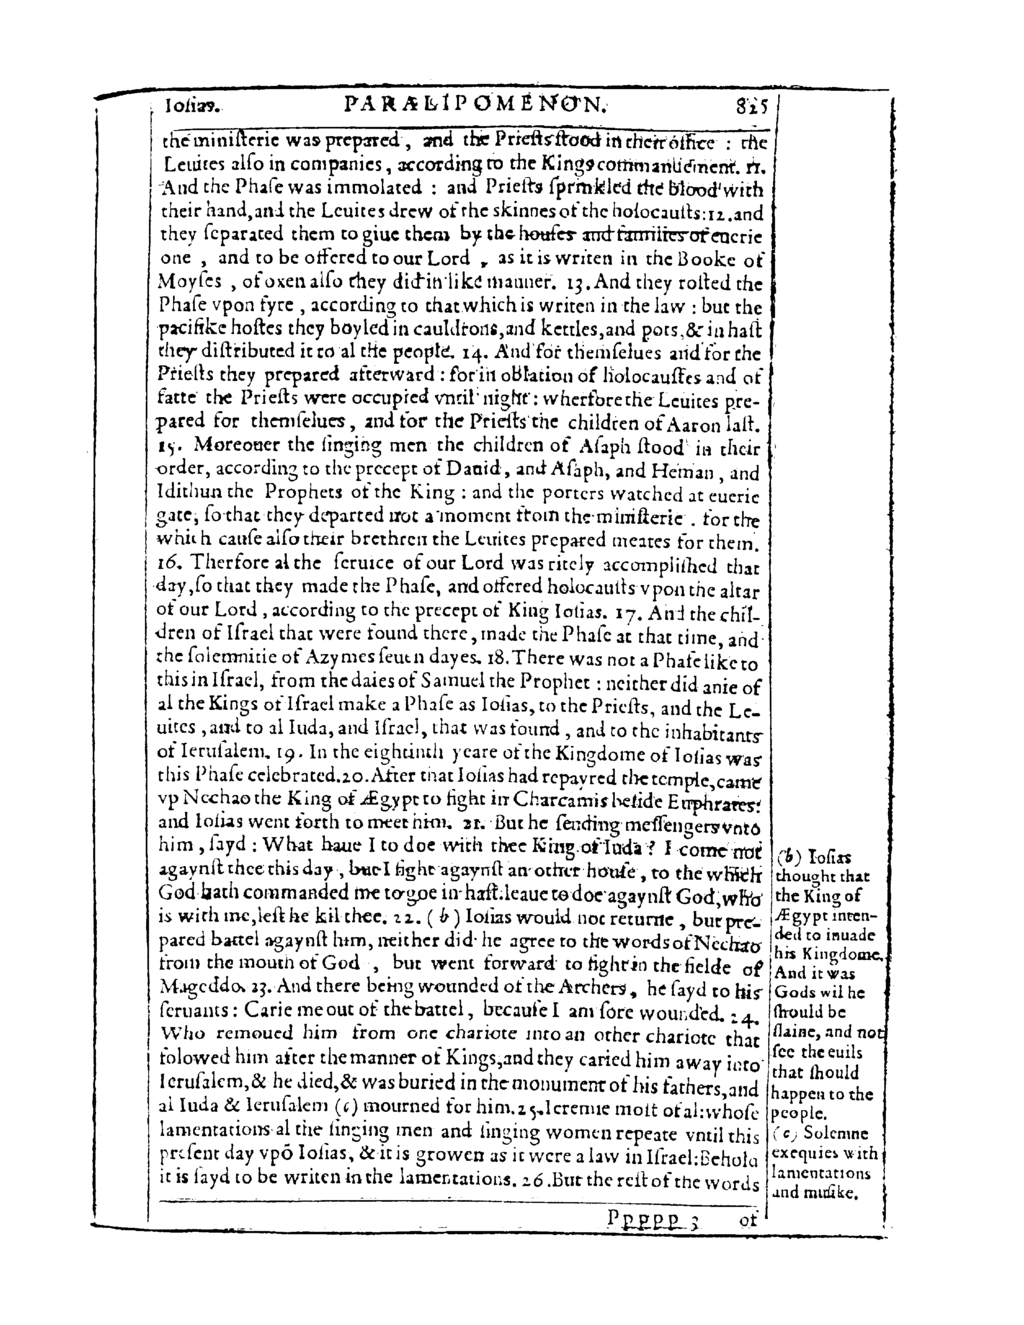 Ioſias. PARALIPOMENON. 825
the miniſterie was prepared, and the Prieſts ſtood in their office : the
Leuites alſo in companies, according to the Kings commandement. 11.
And the Phaſe was immolated : and Prieſts ſprinkled the blood with
their hand, and the Leuites drew of the skinnes of the holocauſts: 12. and
they ſeparated them to giue them by the houſes and families of euerie
one , and to be offered to our Lord , as it is writen in the Booke of
Moyſes , of oxen alſo they did in like manner. 13. And they roſted the
Phaſe vpon fyre , according to that which is writen in the law : but the
pacifike hoſtes they boyled in cauldrons, and kettles, and pots, & in haſt
they diſtributed it to al the people. 14. And for themſelues and for the
Prieſts they prepared afterward : for in oblation of holocauſtes and of
fatte the Prieſts were occupied vntil night : wherfore the Leuites pre-
pared for themſelues, and for the Prieſts the children of Aaron laſt.
15. Moreouer the ſinging men the children of Aſaph ſtood in their
order, according to the precept of Dauid, and Aſaph, and Heman , and
Idithun the Prophets of the King : and the porters watched at euerie
gate, ſo that they departed not a moment from the miniſterie . for the
which cauſe alſo their brethren the Leuites prepared meates for them.
16. Therfore al the ſeruice of our Lord was ritely accompliſhed that
day, ſo that they made the Phaſe, and offered holocauſts vpon the altar
of our Lord , according to the precept of King Ioſias. 17. And the chil-
dren of Iſrael that were found there, made the Phaſe at that time, and
the ſolemnitie of Azymes ſeuen dayes. 18. There was not a Phaſe like to
this in Iſrael, from the daies of Samuel the Prophet : neither did anie of
al the Kings of Iſrael make a Phaſe as Ioſias, to the Prieſts, and the Le-
uites , and to al Iuda, and Iſrael, that was found , and to the inhabitants
of Ieruſalem. 19. In the eightinth yeare of the Kingdome of Ioſias was
this Phaſe celebrated. 20. After that Ioſias had repayred the temple, came
vp Nechao the King of Ægypt to fight in Charcamis beſide Euphrates:
and Ioſias went forth to meet him. 21. But he ſending meſſengers vnto
him , ſayd : What haue I to doe with thee King of Iuda ? I come not
agaynſt thee this day , but I fight agaynſt an other houſe , to the which
God hath commanded me to goe in haſt: leaue to doe agaynſt God, who
is with me, leſt he kil thee. 22. (b) Ioſias would not returne , but pre-
pared battel agaynſt him, neither did he agree to the words of Nechao
from the mouth of God , but went forward to fight in the fielde of
Mageddo. 23. And there being wounded of the Archers, he ſayd to his
ſeruants : Carie me out of the battel, becauſe I am ſore wounded. 24.
Who remoued him from one chariote into an other chariote that
folowed him after the manner of Kings, and they caried him away into
Ieruſalem, & he died, & was buried in the monument of his fathers, and
al Iuda & Ieruſalem (c) mourned for him. 25. Ieremie moſt of al: whoſe
lamentations al the ſinging men and ſinging women repeate vntil this
preſent day vpō Ioſias, & it is growen as it were a law in Iſrael: Behold
it is ſayd to be writen in the lamentations. 26. But the reſt of the words
(b) Ioſias
thought that
the King of
Ægypt inten-
ded to inuade
his Kingdome.
And it was
Gods wil he
ſhould be
ſlaine, and not
ſee the euils
that ſhould
happen to the
people.
(c) Solemne
exequies with
lamentations
and muſike.
Ppppp 3 of